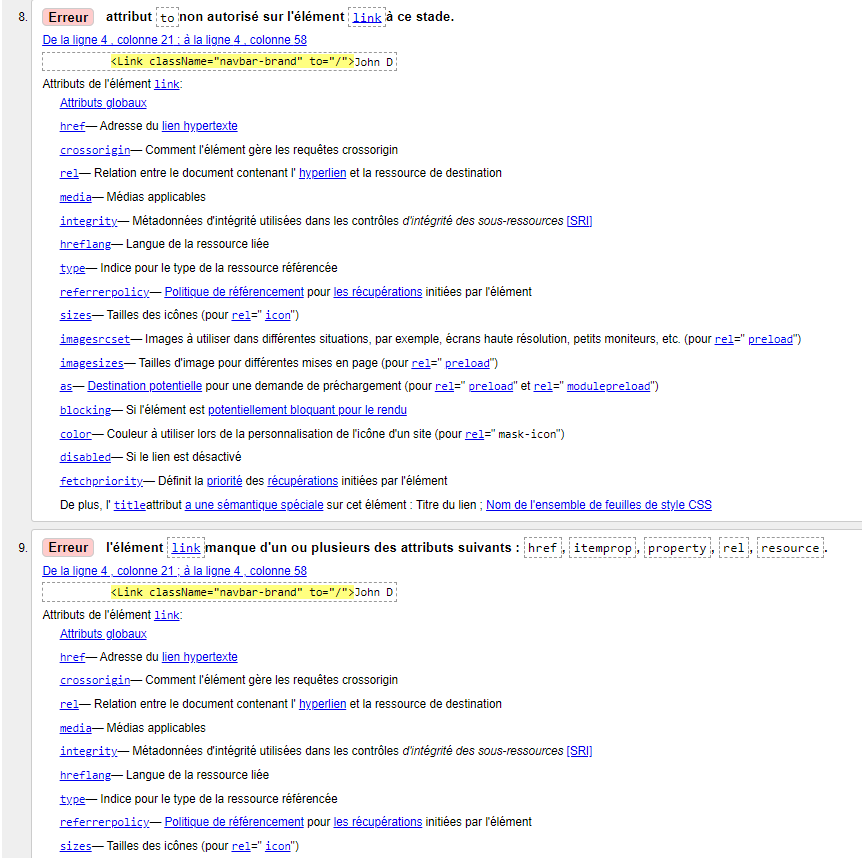 8. Erreur attribut to non autorisé sur l'élément link à ce stade.
De la ligne 4 , colonne 21 ; à la ligne 4 , colonne 58
<Link className="navbar-brand" to="/">John D
Attributs de l'élément link:
Attributs globaux
href— Adresse du lien hypertexte
crossorigin— Comment l'élément gère les requêtes crossorigin
rel— Relation entre le document contenant l' hyperlien et la ressource de destination
media— Médias applicables
integrity— Métadonnées d'intégrité utilisées dans les contrôles d'intégrité des sous-ressources [SRI]
hreflang— Langue de la ressource liée
type— Indice pour le type de la ressource référencée
referrerpolicy— Politique de référencement pour les récupérations initiées par l'élément
sizes— Tailles des icônes (pour rel=" icon")
imagesrcset— Images à utiliser dans différentes situations, par exemple, écrans haute résolution, petits moniteurs, etc. (pour rel=" preload")
imagesizes— Tailles d'image pour différentes mises en page (pour rel=" preload")
as— Destination potentielle pour une demande de préchargement (pour rel=" preload" et rel=" modulepreload")
blocking— Si l'élément est potentiellement bloquant pour le rendu
color— Couleur à utiliser lors de la personnalisation de l'icône d'un site (pour rel=" mask-icon")
disabled— Si le lien est désactivé
fetchpriority— Définit la priorité des récupérations initiées par l'élément
De plus, l' titleattribut a une sémantique spéciale sur cet élément : Titre du lien ; Nom de l'ensemble de feuilles de style CSS
9. Erreur l'élément link manque d'un ou plusieurs des attributs suivants : href, itemprop, property, rel, resource.
De la ligne 4 , colonne 21 ; à la ligne 4 , colonne 58
<Link className="navbar-brand" to="/">John D
Attributs de l'élément link:
Attributs globaux
href— Adresse du lien hypertexte
crossorigin— Comment l'élément gère les requêtes crossorigin
rel— Relation entre le document contenant l' hyperlien et la ressource de destination
media— Médias applicables
integrity— Métadonnées d'intégrité utilisées dans les contrôles d'intégrité des sous-ressources [SRI]
hreflang— Langue de la ressource liée
type— Indice pour le type de la ressource référencée
referrerpolicy— Politique de référencement pour les récupérations initiées par l'élément
sizes— Tailles des icônes (pour rel=" icon")